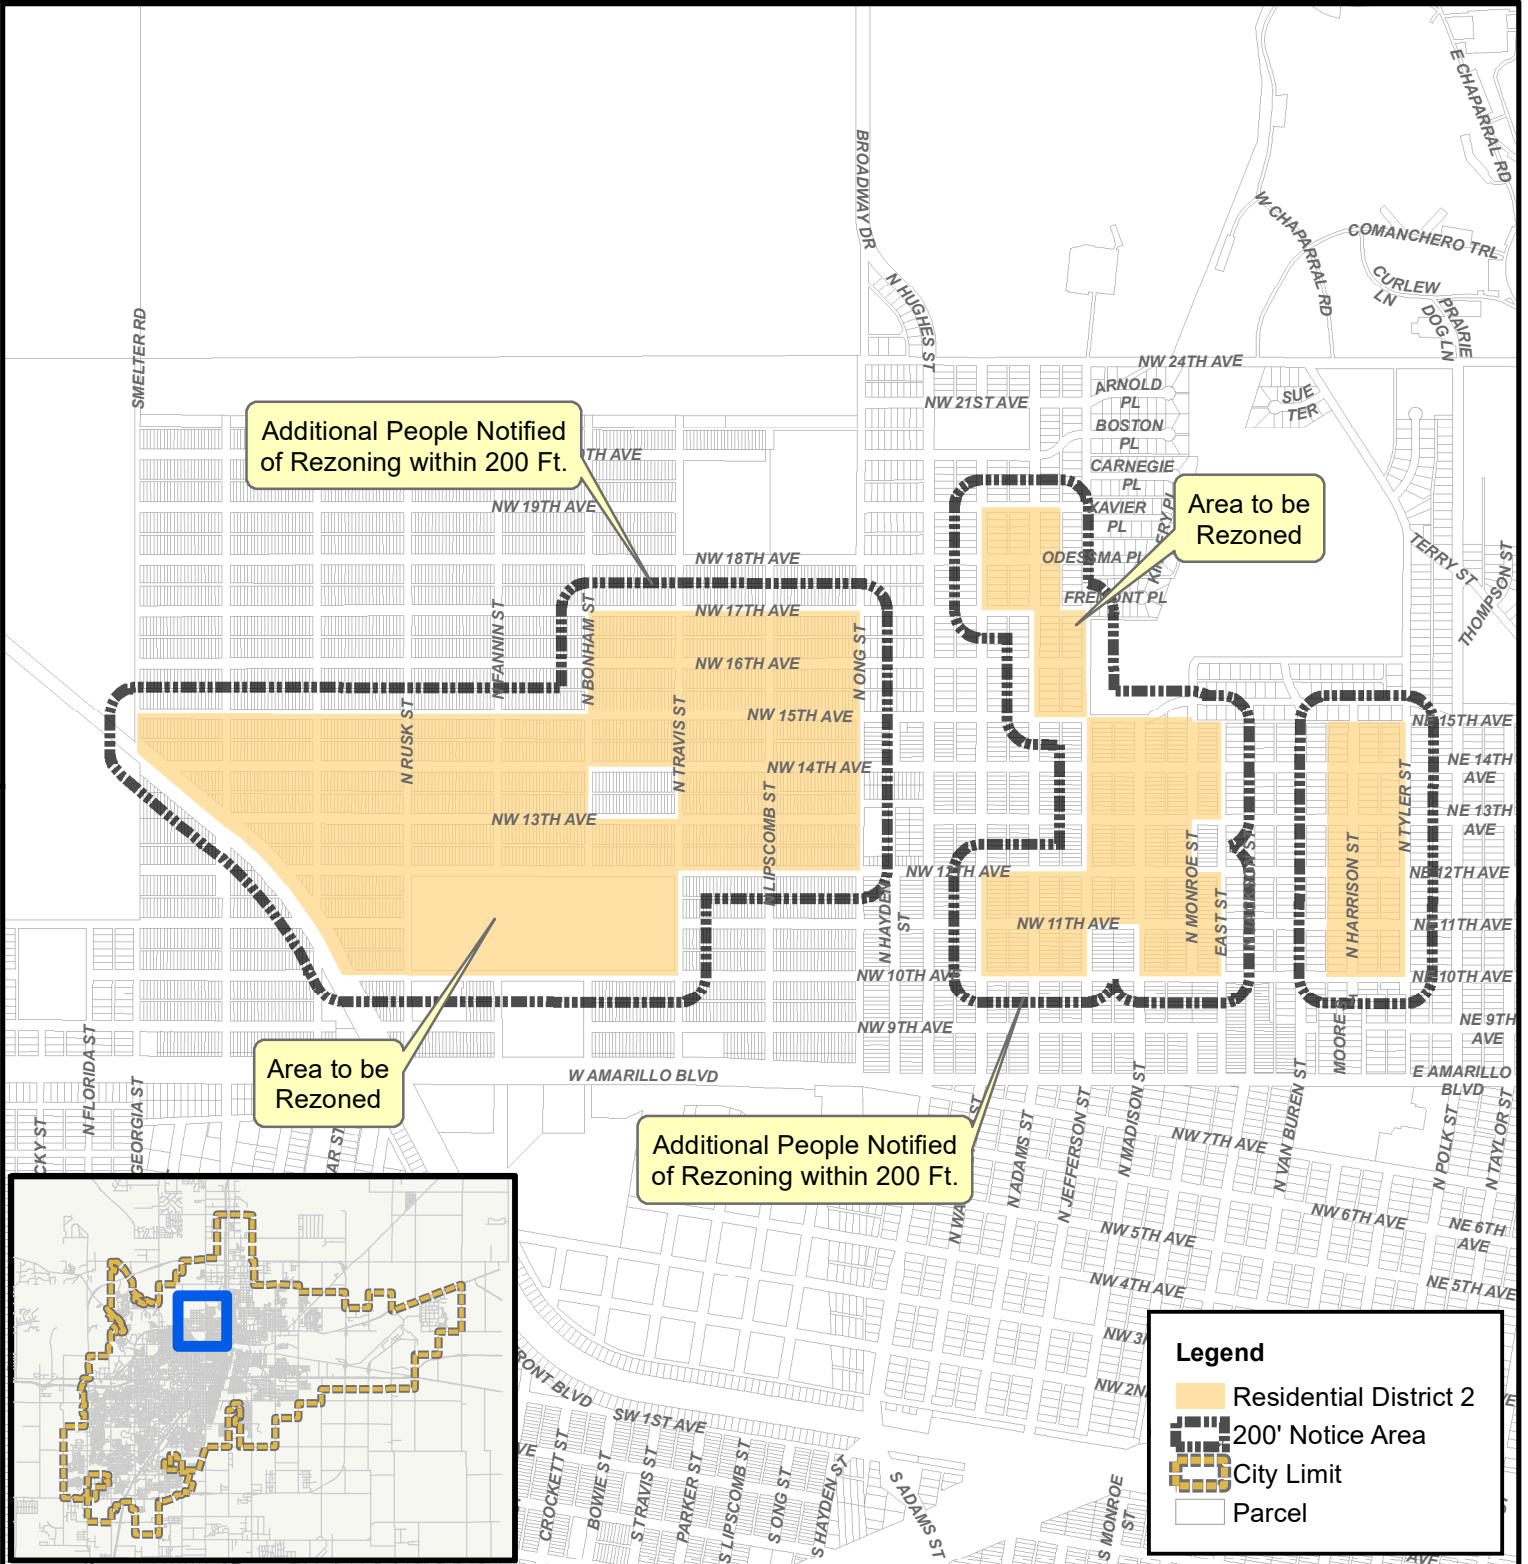 E CHAPARRAL RD
BROADWAY DR
W CHAPARRAL RD
COMANCHERO TRL
CURLEW
LN
PRAIRIE
DOG LN
N HUGHES ST
SMELTER RD
NW 24TH AVE
ARNOLD
PL
SUE
TER
NW 21ST AVE
BOSTON
PL
Additional People Notified
of Rezoning within 200 Ft.
CARNEGIE
PL
Area to be
Rezoned
NW 19TH AVE
XAVIER
PL
NW 18TH AVE
ODESSMA PL
TERRY ST
THOMPSON ST
FREMONT PL
NW 17TH AVE
N FANNIN ST
N BONHAM ST
NW 16TH AVE
N ONG ST
NW 15TH AVE
NE 15TH AVE
N RUSK ST
N TRAVIS ST
NW 14TH AVE
NE 14TH
AVE
N TYLER ST
NW 13TH AVE
N LIPSCOMB ST
NE 13TH
AVE
NW 12TH AVE
NE 12TH AVE
N HAYDEN
ST
NW 11TH AVE
N MONROE ST
EAST ST
N HARRISON ST
NE 11TH AVE
NW 10TH AVE
NE 10TH AVE
NW 9TH AVE
NE 9TH
AVE
N FLORIDA ST
Area to be
Rezoned
W AMARILLO BLVD
E AMARILLO
BLVD
GEORGIA ST
Additional People Notified
of Rezoning within 200 Ft.
N ADAMS ST
N JEFFERSON ST
N MADISON ST
NW 7TH AVE
N VAN BUREN ST
N POLK ST
N TAYLOR ST
NW 6TH AVE
NE 6TH
AVE
NW 5TH AVE
NE 5TH AVE
NW 4TH AVE
SW 1ST AVE
CROCKETT ST
BOWIE ST
S TRAVIS ST
PARKER ST
S LIPSCOMB ST
S ONG ST
S HAYDEN ST
S ADAMS ST
S MONROE
ST
Legend
Residential District 2
200' Notice Area
City Limit
Parcel